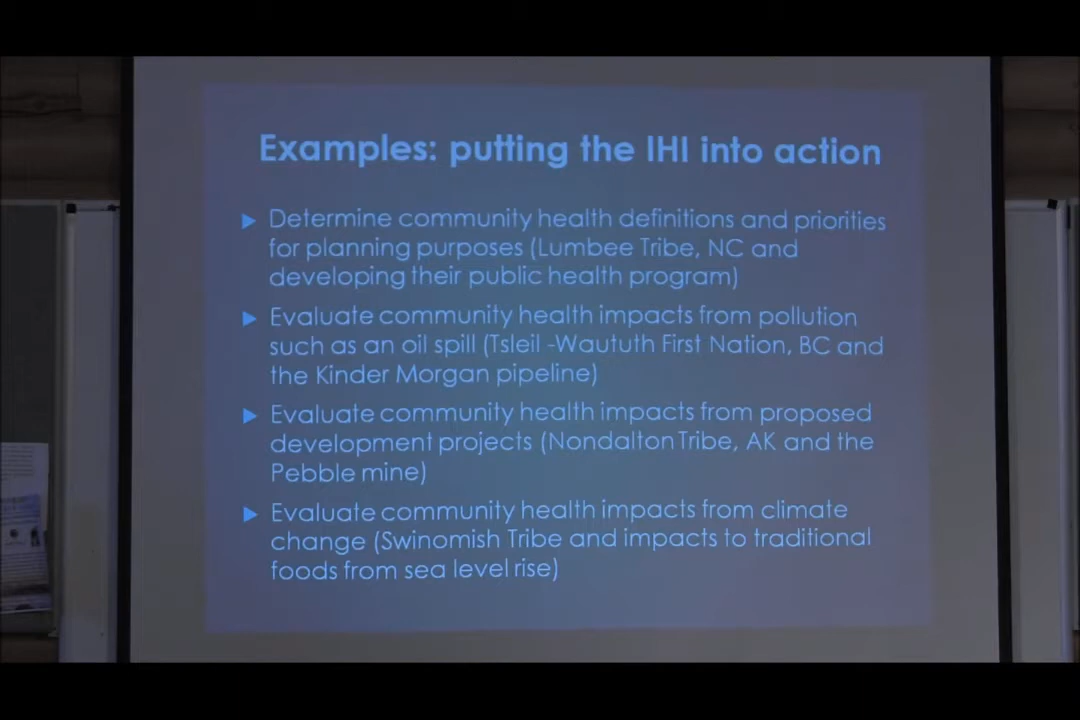 Examples: putting the IHI into action
▶ Determine community health definitions and priorities
for planning purposes (Lumbee Tribe, NC and
developing their public health program)
▶ Evaluate community health impacts from pollution
such as an oil spill (Tsleil -Waututh First Nation, BC and
the Kinder Morgan pipeline)
▶ Evaluate community health impacts from proposed
development projects (Nondalton Tribe, AK and the
Pebble mine)
▶ Evaluate community health impacts from climate
change (Swinomish Tribe and impacts to traditional
foods from sea level rise)